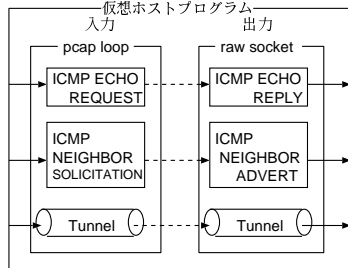 仮想ホストプログラム
入力
出力
pcap loop
raw socket
ICMP ECHO
REQUEST
ICMP ECHO
REPLY
ICMP
NEIGHBOR
SOLICITATION
ICMP
NEIGHBOR
ADVERT
Tunnel
Tunnel